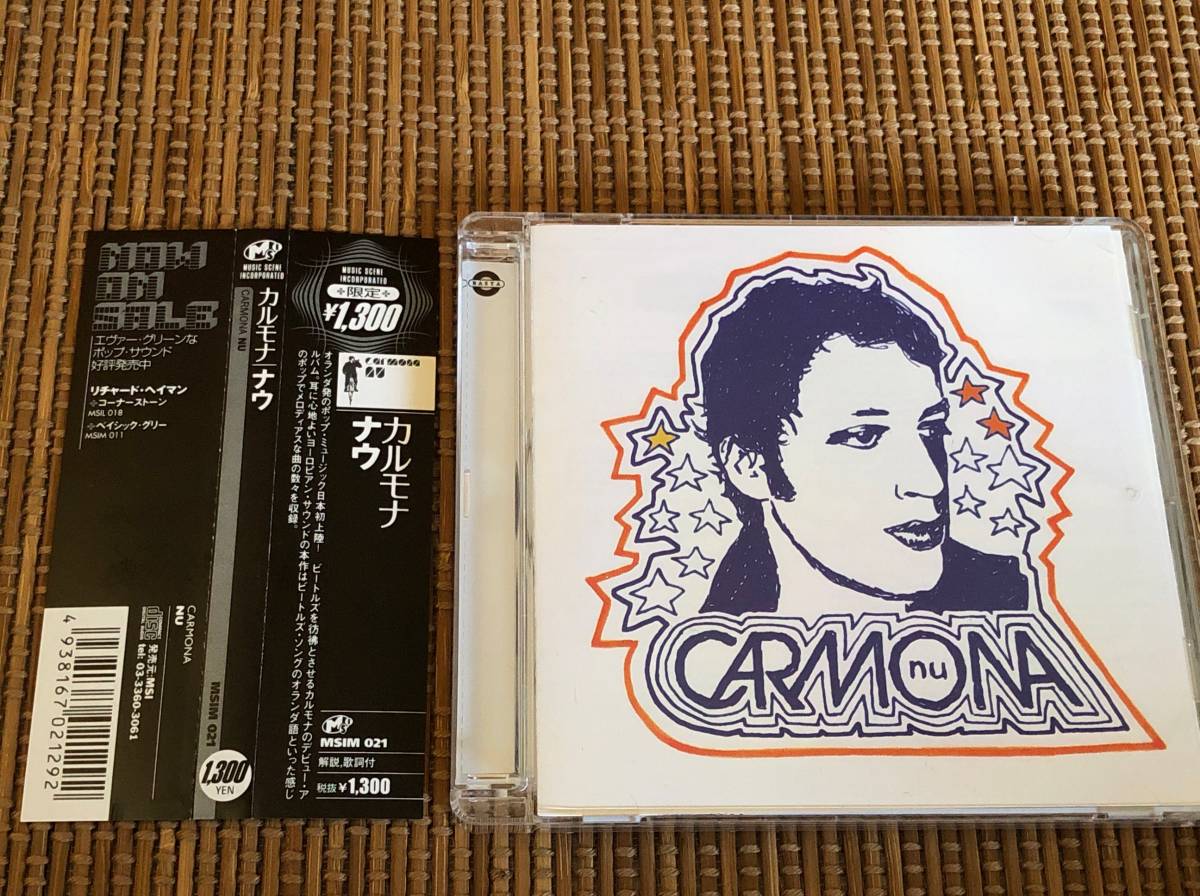 NOW
ON
SALE
エヴァー・グリーンな
ポップ・サウンド
好評発売中
リチャード・ヘイマン
コーナーストーン
MSIL 018
ベイシック・グリー
MSIM 011
4 938167 021292
disc
発売元:MSI
tel: 03-3360-3061
MUSIC SCENE
INCORPORATED
カルモナ/ナウ
CARMONA NU
CARMONA
NU
MSIM 021
1,300
YEN
MUSIC SCENE
INCORPORATED
限定
¥1,300
カルモナ
ナウ
オランダ発のポップ・ミュージック日本初上陸! ビートルズを彷彿とさせるカルモナのデビュー・ア
ルバム。耳に心地よいヨーロピアン・サウンドの本作はビートルズ・ソングのオランダ語といった感じ
のポップでメロディアスな曲の数々を収録。
MSIM 021
解説,歌詞付
税抜¥1,300
BASTA
CARMONA
nu